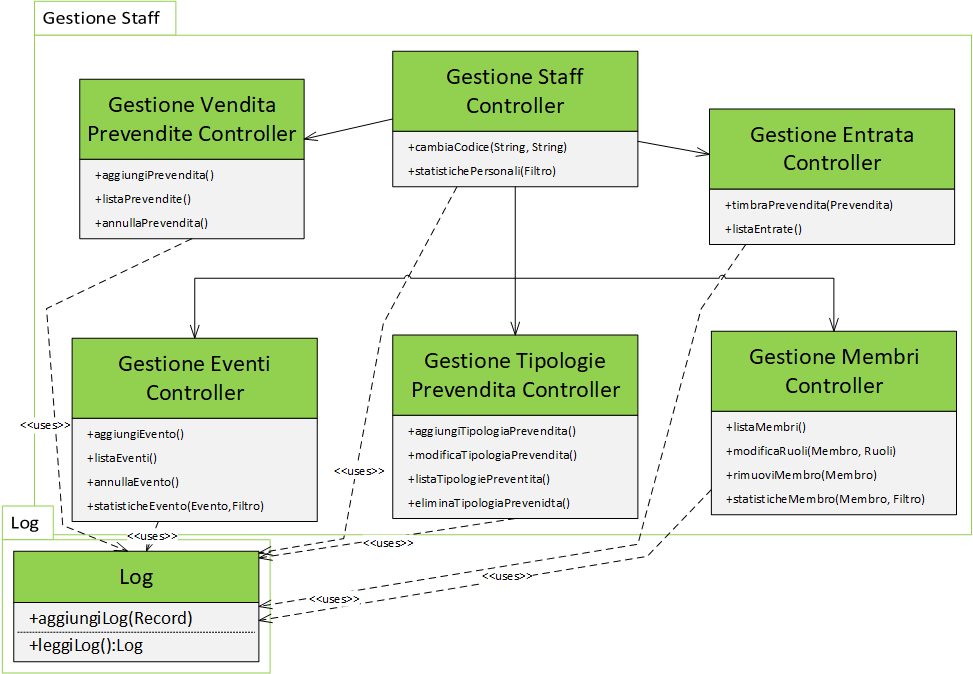 Gestione Staff
Gestione Vendita
Prevendite Controller
+aggiungiPrevendita()
+listaPrevendite()
+annullaPrevendita()
Gestione Staff
Controller
+cambiaCodice(String, String)
+statistichePersonali(Filtro)
Gestione Entrata
Controller
+timbraPrevendita(Prevendita)
+listaEntrate()
Gestione Eventi
Controller
+aggiungiEvento()
+listaEventi()
+annullaEvento()
+statisticheEvento(Evento,Filtro)
Gestione Tipologie
Prevendita Controller
+aggiungiTipologiaPrevendita()
+modificaTipologiaPrevendita()
+listaTipologiePreventita()
+eliminaTipologiaPrevenidta()
Gestione Membri
Controller
+listaMembri()
+modificaRuoli(Membro, Ruoli)
+rimuoviMembro(Membro)
+statisticheMembro(Membro, Filtro)
<<uses>>
<<uses>>
<<uses>>
<<uses>>
<<uses>>
<<uses>>
Log
Log
+aggiungiLog(Record)
+leggiLog():Log